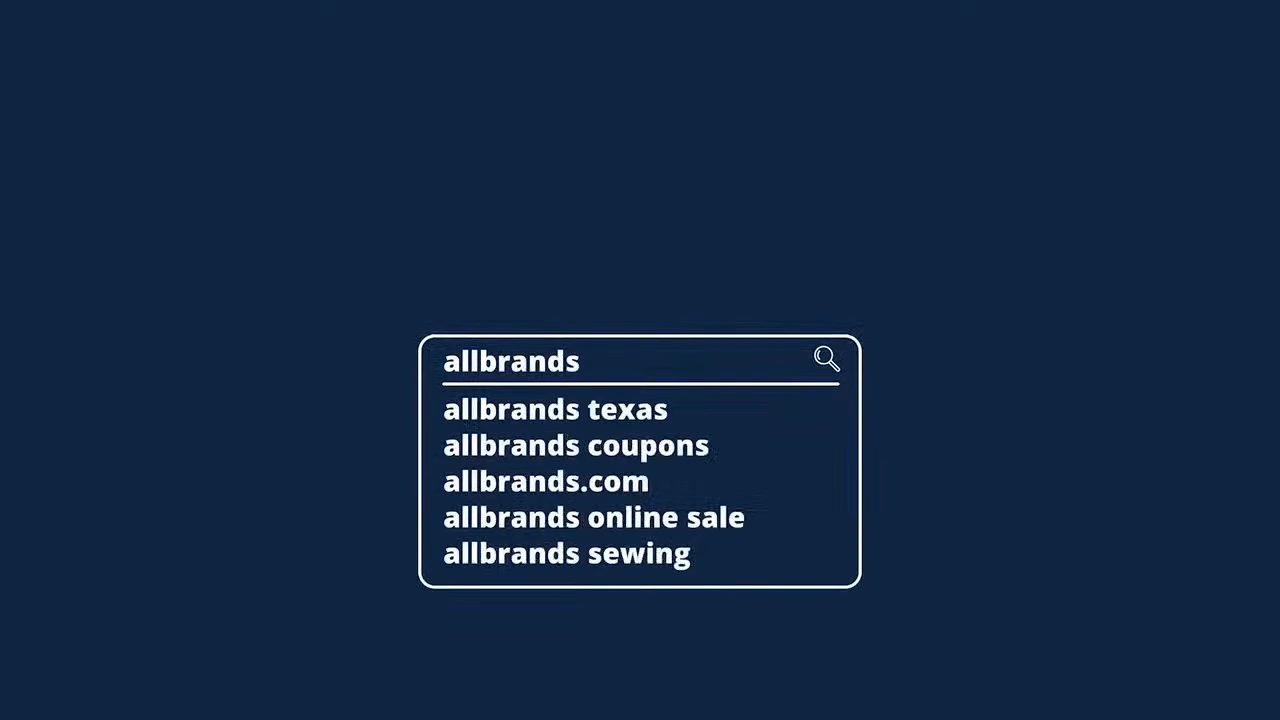 allbrands
allbrands texas
allbrands coupons
allbrands.com
allbrands online sale
allbrands sewing